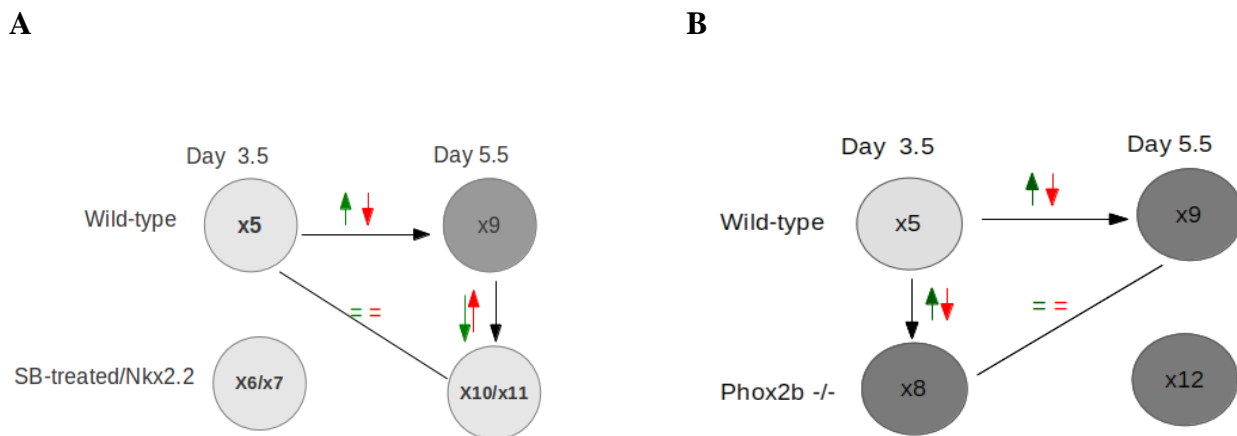 A
B
Day 3.5
Day 5.5
Wild-type
x5
x9
= =
SB-treated/Nkx2.2
X6/x7
X10/x11
Day 3.5
Day 5.5
Wild-type
x5
x9
= =
Phox2b -/-
x8
x12